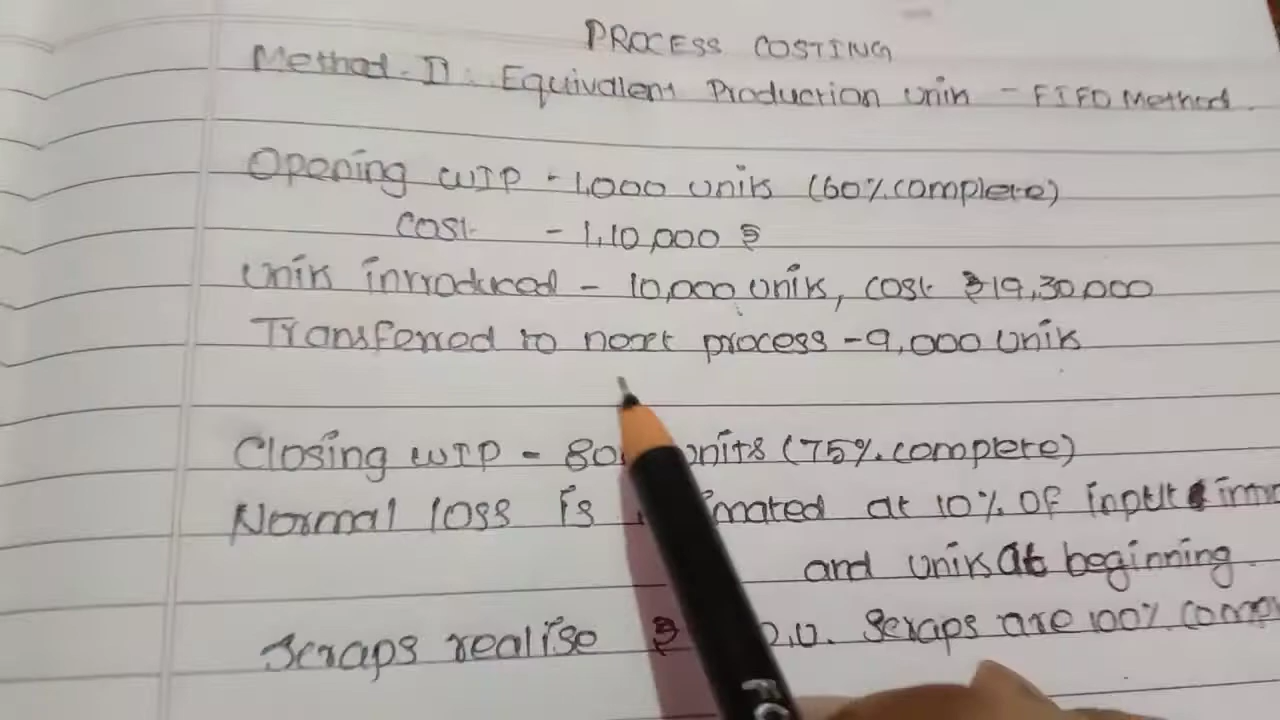 PROCESS COSTING
Method - II : Equivalent Production Units - FIFO Method.
Opening WIP - 1,000 units (60% complete)
Cost - 1,10,000 ₹
Units introduced - 10,000 units, cost ₹19,30,000
Transferred to next process - 9,000 units
Closing WIP - units (75% complete)
Normal loss is at 10% of input
and units at beginning.
Scraps realise ₹ p.u. Scraps are 100%